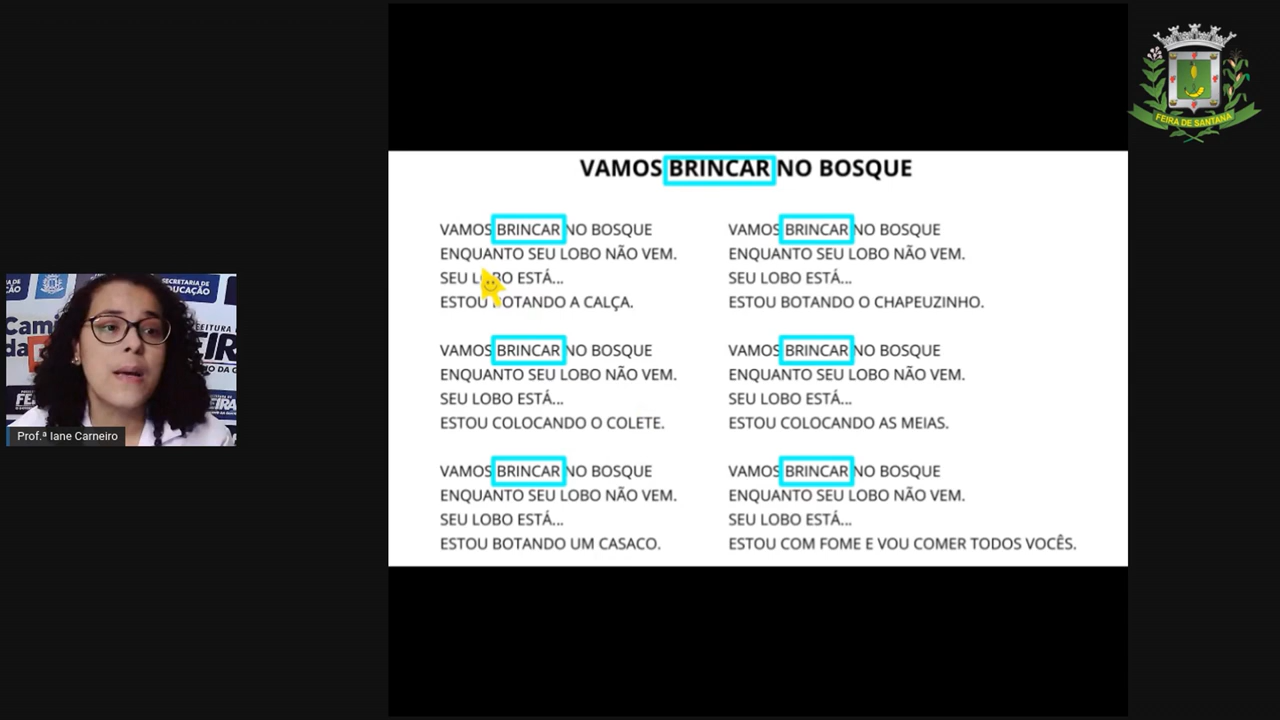 FEIRA DE SANTANA
VAMOS BRINCAR NO BOSQUE
VAMOS BRINCAR NO BOSQUE
ENQUANTO SEU LOBO NÃO VEM.
SEU LOBO ESTÁ...
ESTOU BOTANDO A CALÇA.
VAMOS BRINCAR NO BOSQUE
ENQUANTO SEU LOBO NÃO VEM.
SEU LOBO ESTÁ...
ESTOU COLOCANDO O COLETE.
VAMOS BRINCAR NO BOSQUE
ENQUANTO SEU LOBO NÃO VEM.
SEU LOBO ESTÁ...
ESTOU BOTANDO UM CASACO.
VAMOS BRINCAR NO BOSQUE
ENQUANTO SEU LOBO NÃO VEM.
SEU LOBO ESTÁ...
ESTOU BOTANDO O CHAPEUZINHO.
VAMOS BRINCAR NO BOSQUE
ENQUANTO SEU LOBO NÃO VEM.
SEU LOBO ESTÁ...
ESTOU COLOCANDO AS MEIAS.
VAMOS BRINCAR NO BOSQUE
ENQUANTO SEU LOBO NÃO VEM.
SEU LOBO ESTÁ...
ESTOU COM FOME E VOU COMER TODOS VOCÊS.
SECRETARIA DE
EDUCAÇÃO
Prof.ª Iane Carneiro